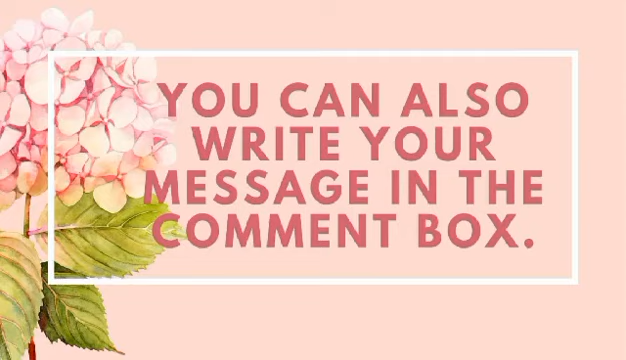 YOU CAN ALSO
WRITE YOUR
MESSAGE IN THE
COMMENT BOX.